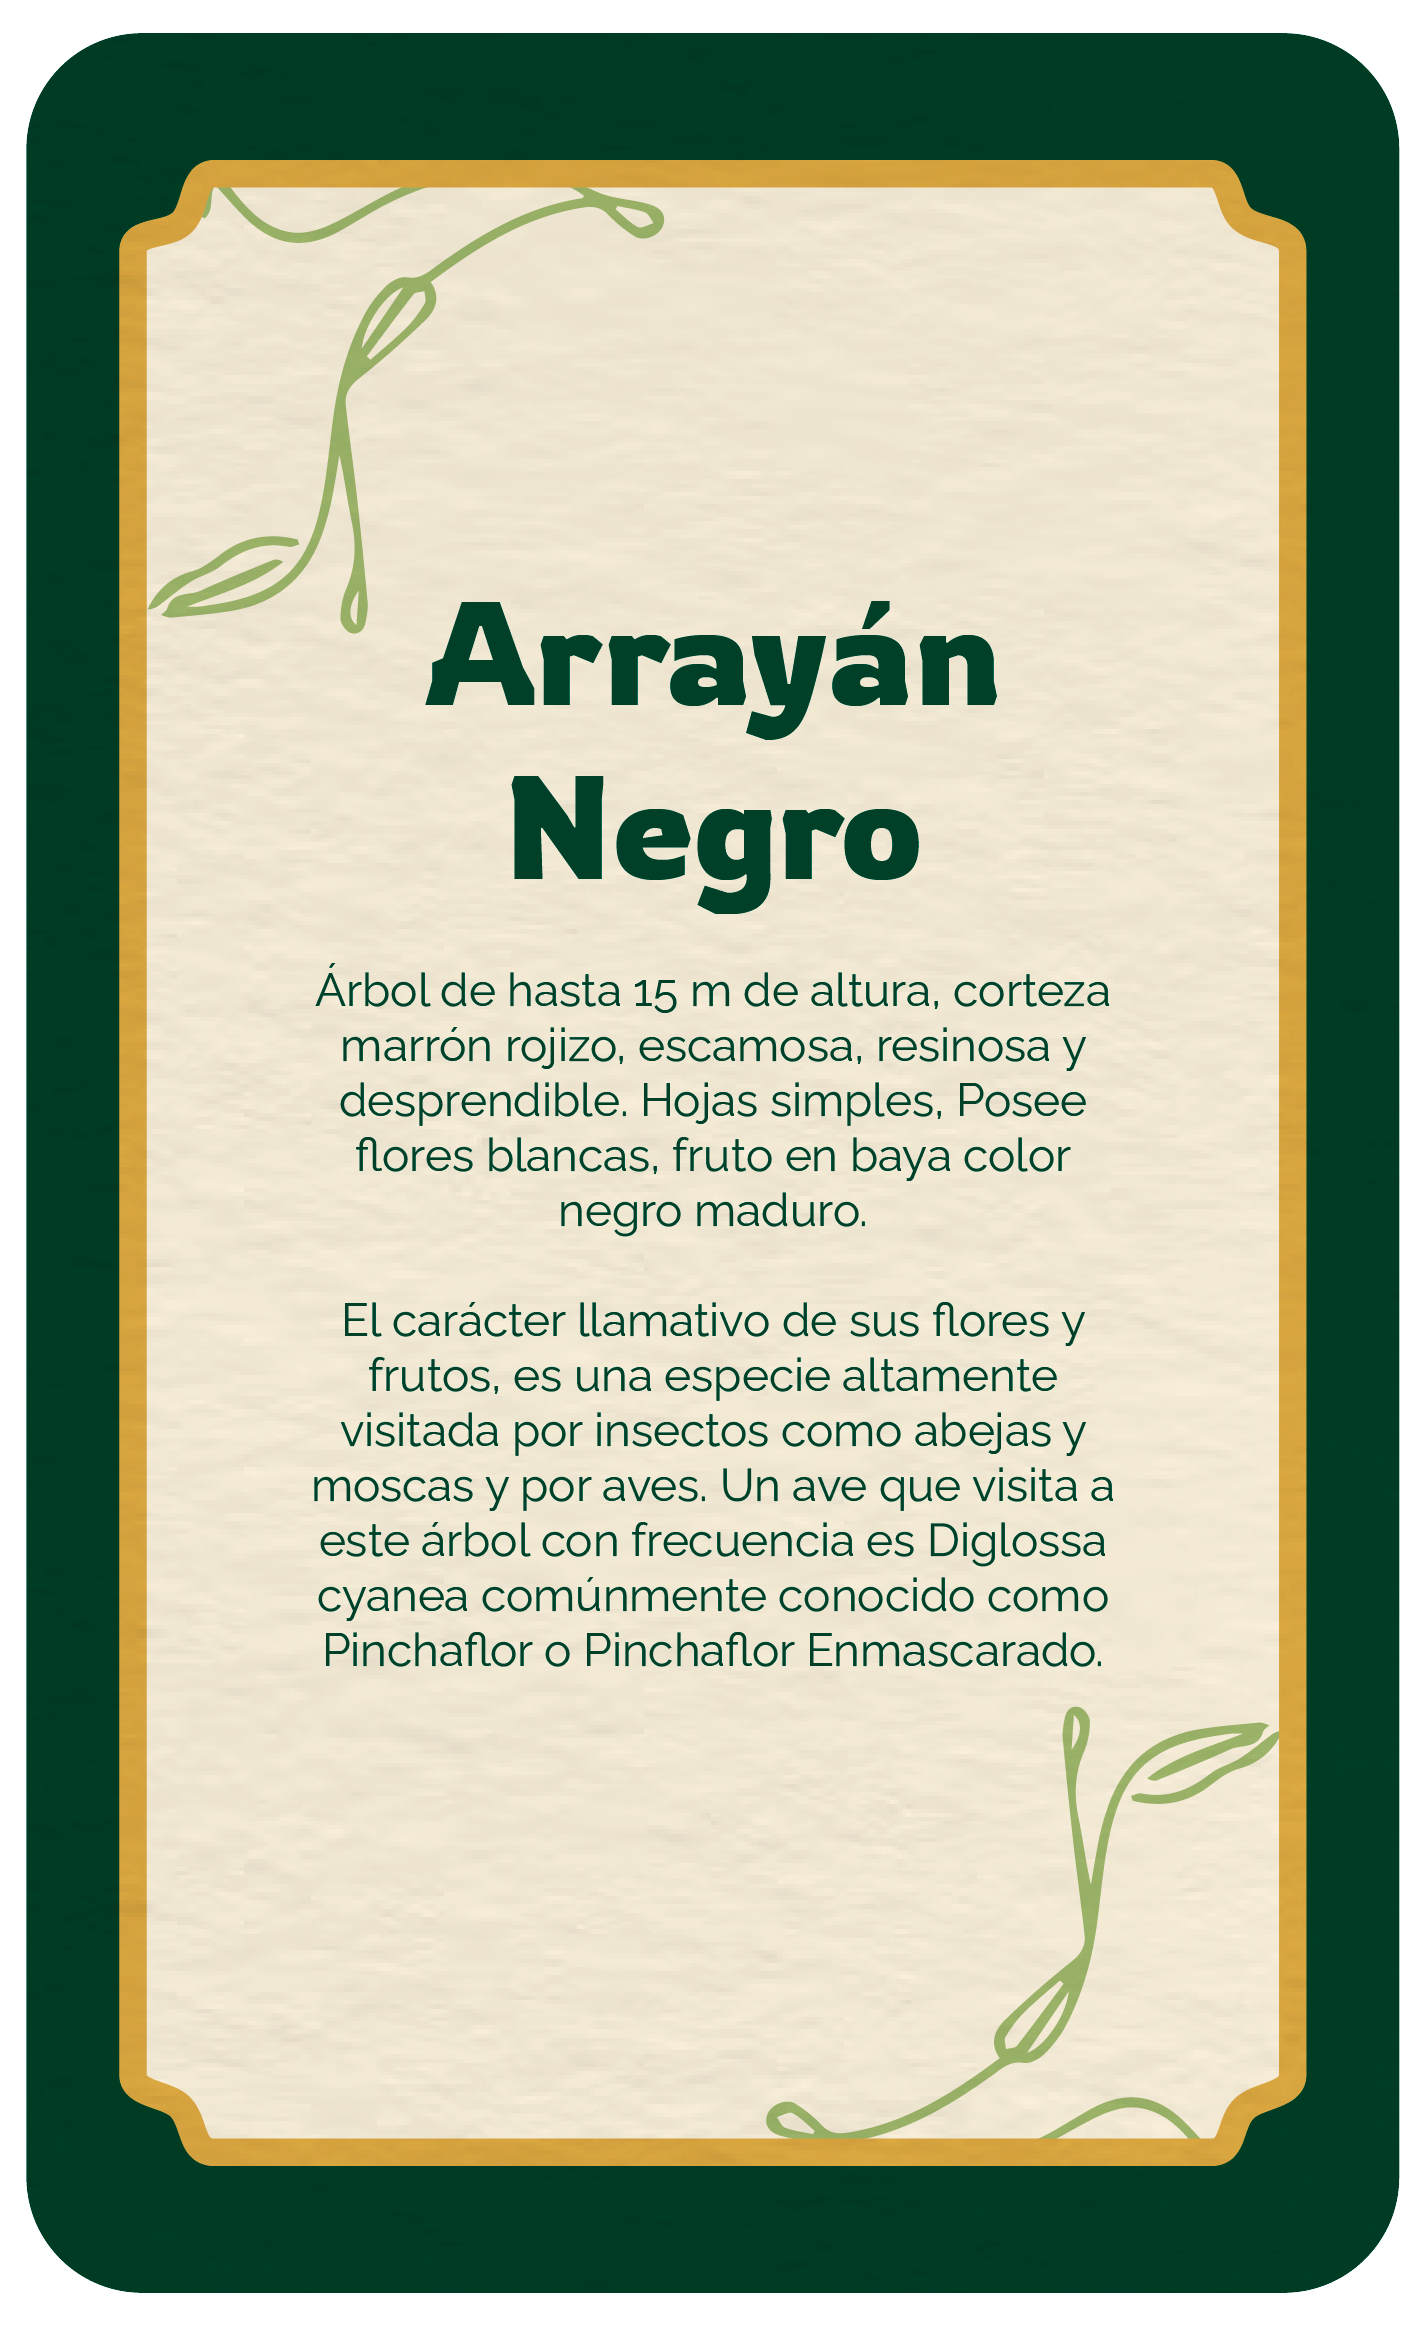 Arrayán
Negro
Árbol de hasta 15 m de altura, corteza
marrón rojizo, escamosa, resinosa y
desprendible. Hojas simples, Posee
flores blancas, fruto en baya color
negro maduro.
El carácter llamativo de sus flores y
frutos, es una especie altamente
visitada por insectos como abejas y
moscas y por aves. Un ave que visita a
este árbol con frecuencia es Diglossa
cyanea comúnmente conocido como
Pinchaflor o Pinchaflor Enmascarado.